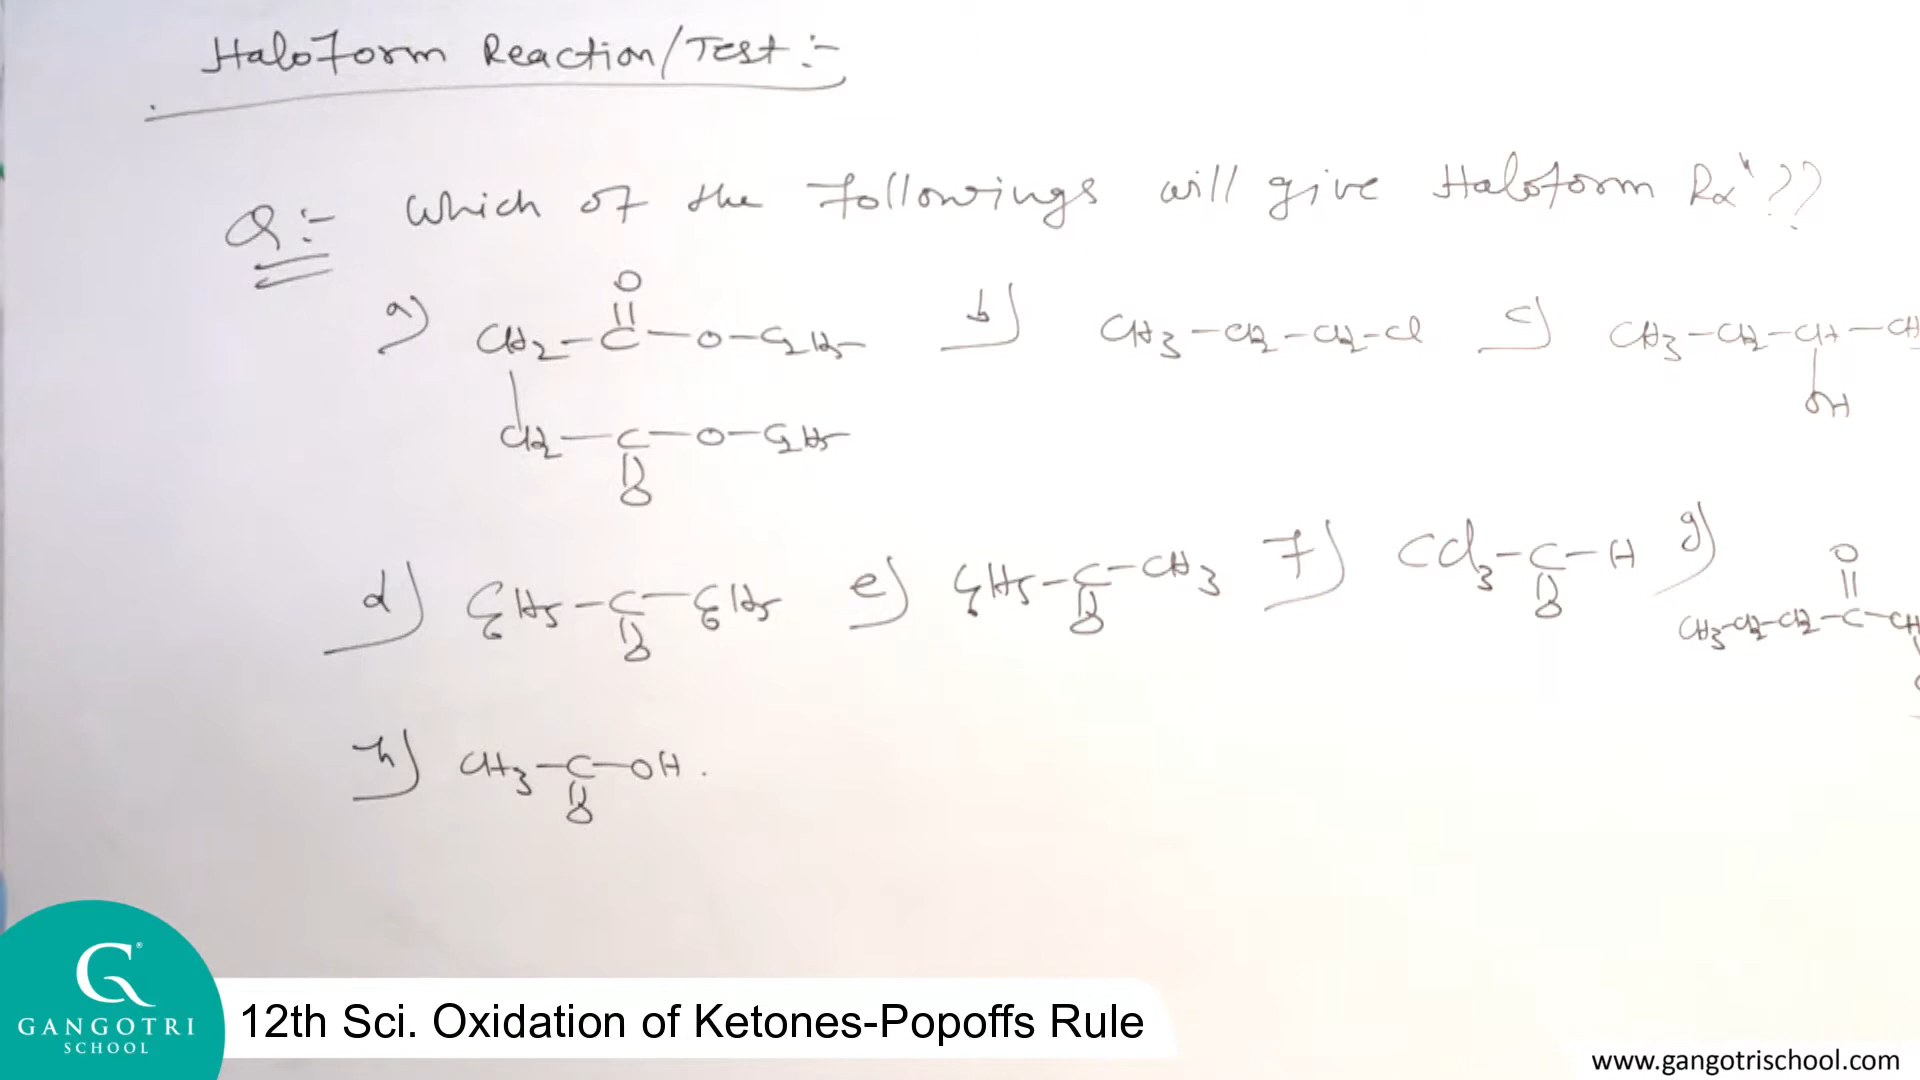 Haloform Reaction/Test :-
Q:- Which of the followings will give Haloform Rxⁿ??
a) CH2-C-O-C2H5
O
CH2-C-O-C2H5
O
b) CH3-CH2-CH2-Cl
c) CH3-CH2-CH-CH
OH
d) C6H5-C-C6H5
O
e) C6H5-C-CH3
O
f) CCl3-C-H
O
g)
O
CH3-CH2-CH2-C-CH
h) CH3-C-OH.
O
G
GANGOTRI
SCHOOL
12th Sci. Oxidation of Ketones-Popoffs Rule
www.gangotrischool.com